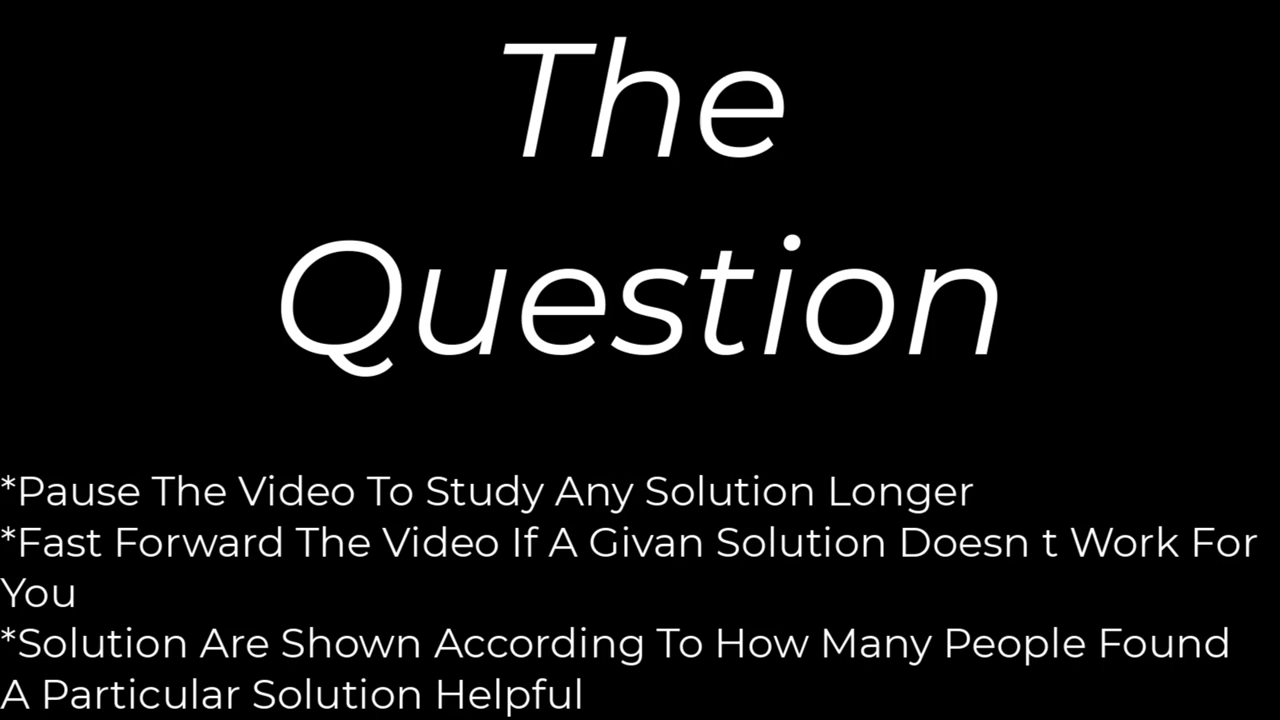 The
Question
*Pause The Video To Study Any Solution Longer
*Fast Forward The Video If A Givan Solution Doesn t Work For
You
*Solution Are Shown According To How Many People Found
A Particular Solution Helpful